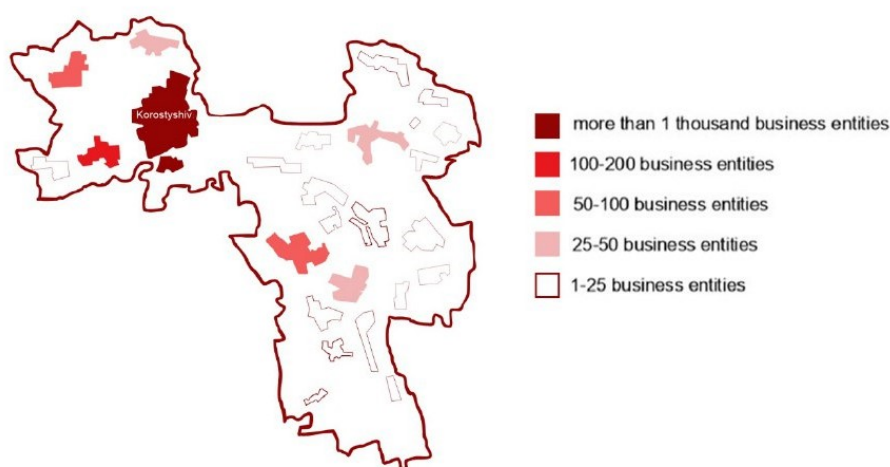 Korostyshiv
more than 1 thousand business entities
100-200 business entities
50-100 business entities
25-50 business entities
1-25 business entities